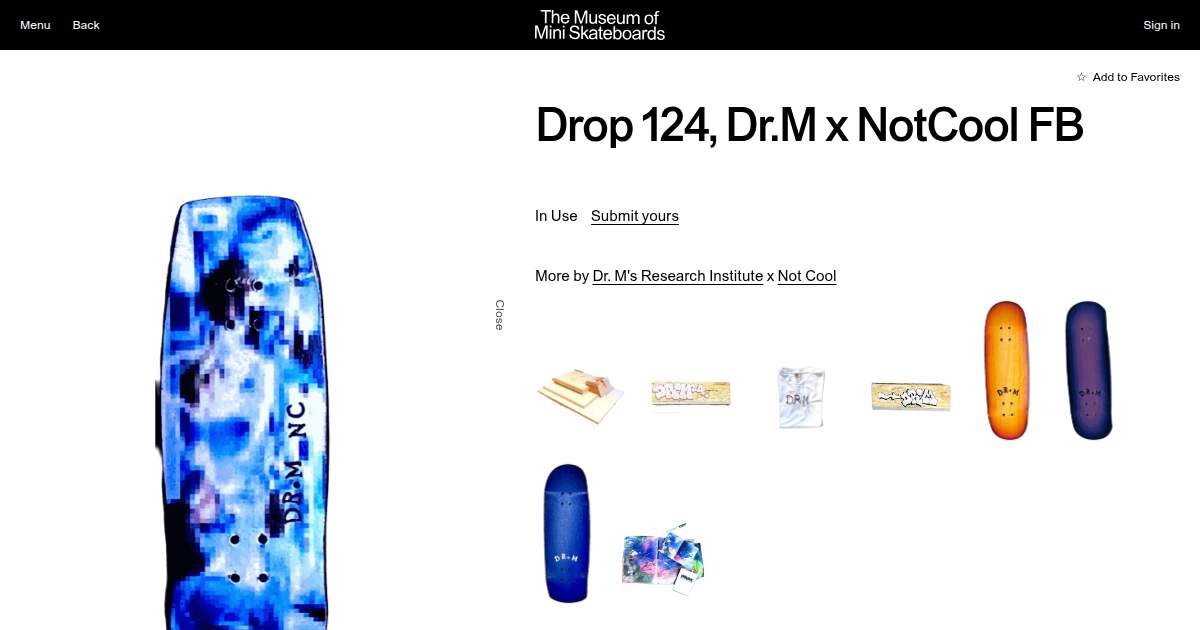 Menu
Back
The Museum of
Mini Skateboards
Sign in
☆ Add to Favorites
Drop 124, Dr.M x NotCool FB
In Use Submit yours
More by Dr. M's Research Institute x Not Cool
Close
DR•M NC
DR•M
DR•M
DR•M
DR•M